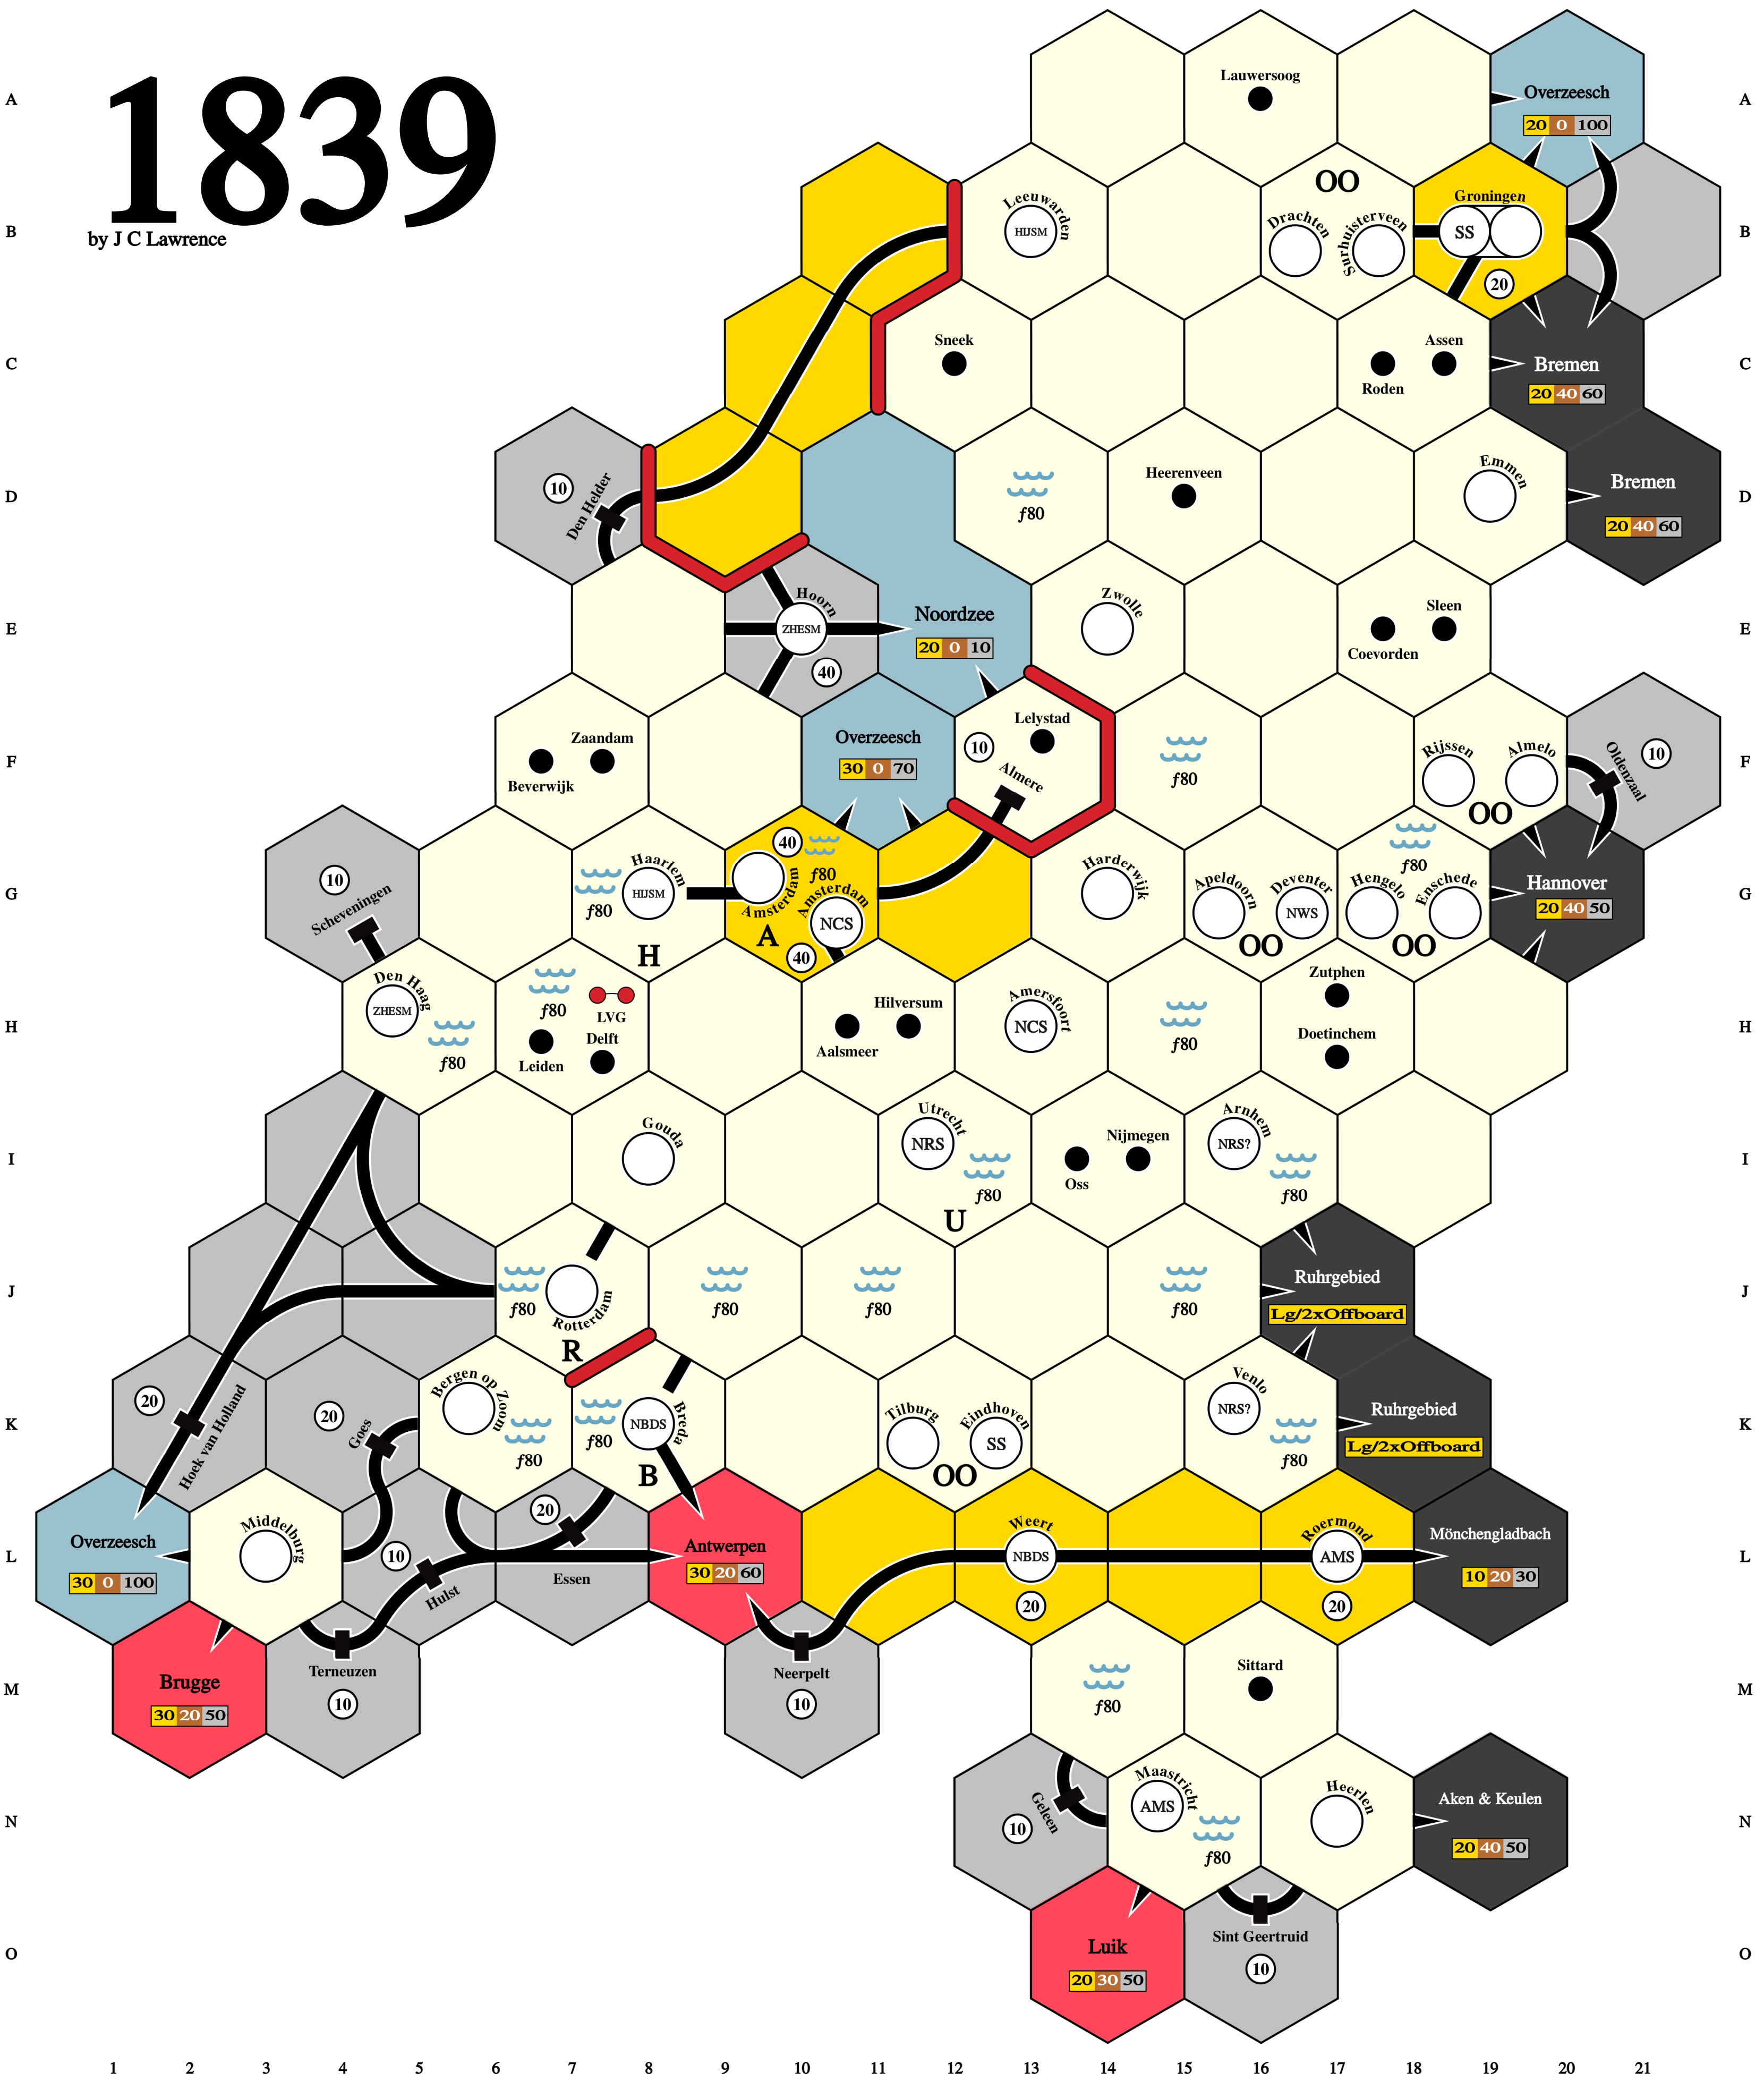 1839
by J C Lawrence
A
Lauwersoog
Overzeesch
20 0 100
A
B
Leeuwarden
HIJSM
OO
Drachten
Surhuisterveen
Groningen
SS
20
B
C
Sneek
Roden
Assen
Bremen
20 40 60
C
D
10
Den Helder
f80
Heerenveen
Emmen
Bremen
20 40 60
D
E
Hoorn
ZHESM
40
Noordzee
20 0 10
Zwolle
Coevorden
Sleen
E
F
Beverwijk
Zaandam
Overzeesch
30 0 70
10
Lelystad
Almere
f80
Rijssen
Almelo
OO
Oldenzaal
10
F
G
10
Scheveningen
f80
Haarlem
HIJSM
H
40
f80
Amsterdam
A
Amsterdam
NCS
40
Harderwijk
Apeldoorn
Deventer
NWS
OO
f80
Hengelo
Enschede
OO
Hannover
20 40 50
G
H
Den Haag
ZHESM
f80
f80
LVG
Leiden
Delft
Aalsmeer
Hilversum
Amersfoort
NCS
f80
Zutphen
Doetinchem
H
I
Gouda
Utrecht
NRS
f80
U
Oss
Nijmegen
Arnhem
NRS?
f80
I
J
f80
Rotterdam
R
f80
f80
f80
Ruhrgebied
Lg/2xOffboard
J
K
20
Hoek van Holland
20
Goes
Bergen op Zoom
f80
f80
NBDS
Breda
B
Tilburg
Eindhoven
SS
OO
Venlo
NRS?
f80
Ruhrgebied
Lg/2xOffboard
K
L
Overzeesch
30 0 100
Middelburg
10
Hulst
20
Essen
Antwerpen
30 20 60
Weert
NBDS
20
Roermond
AMS
20
Mönchengladbach
10 20 30
L
M
Brugge
30 20 50
Terneuzen
10
Neerpelt
10
f80
Sittard
M
N
10
Geleen
Maastricht
AMS
f80
Heerlen
Aken & Keulen
20 40 50
N
O
Luik
20 30 50
Sint Geertruid
10
O
1 2 3 4 5 6 7 8 9 10 11 12 13 14 15 16 17 18 19 20 21